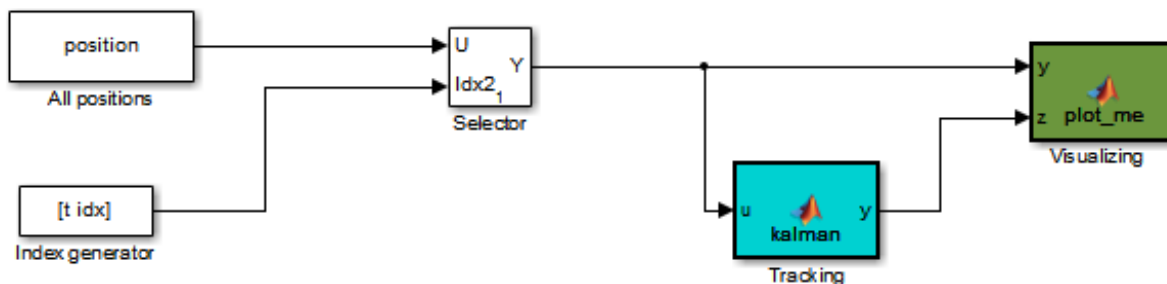 position
All positions
[t idx]
Index generator
U
Idx2
1
Y
Selector
u
kalman
y
Tracking
y
z
plot_me
Visualizing